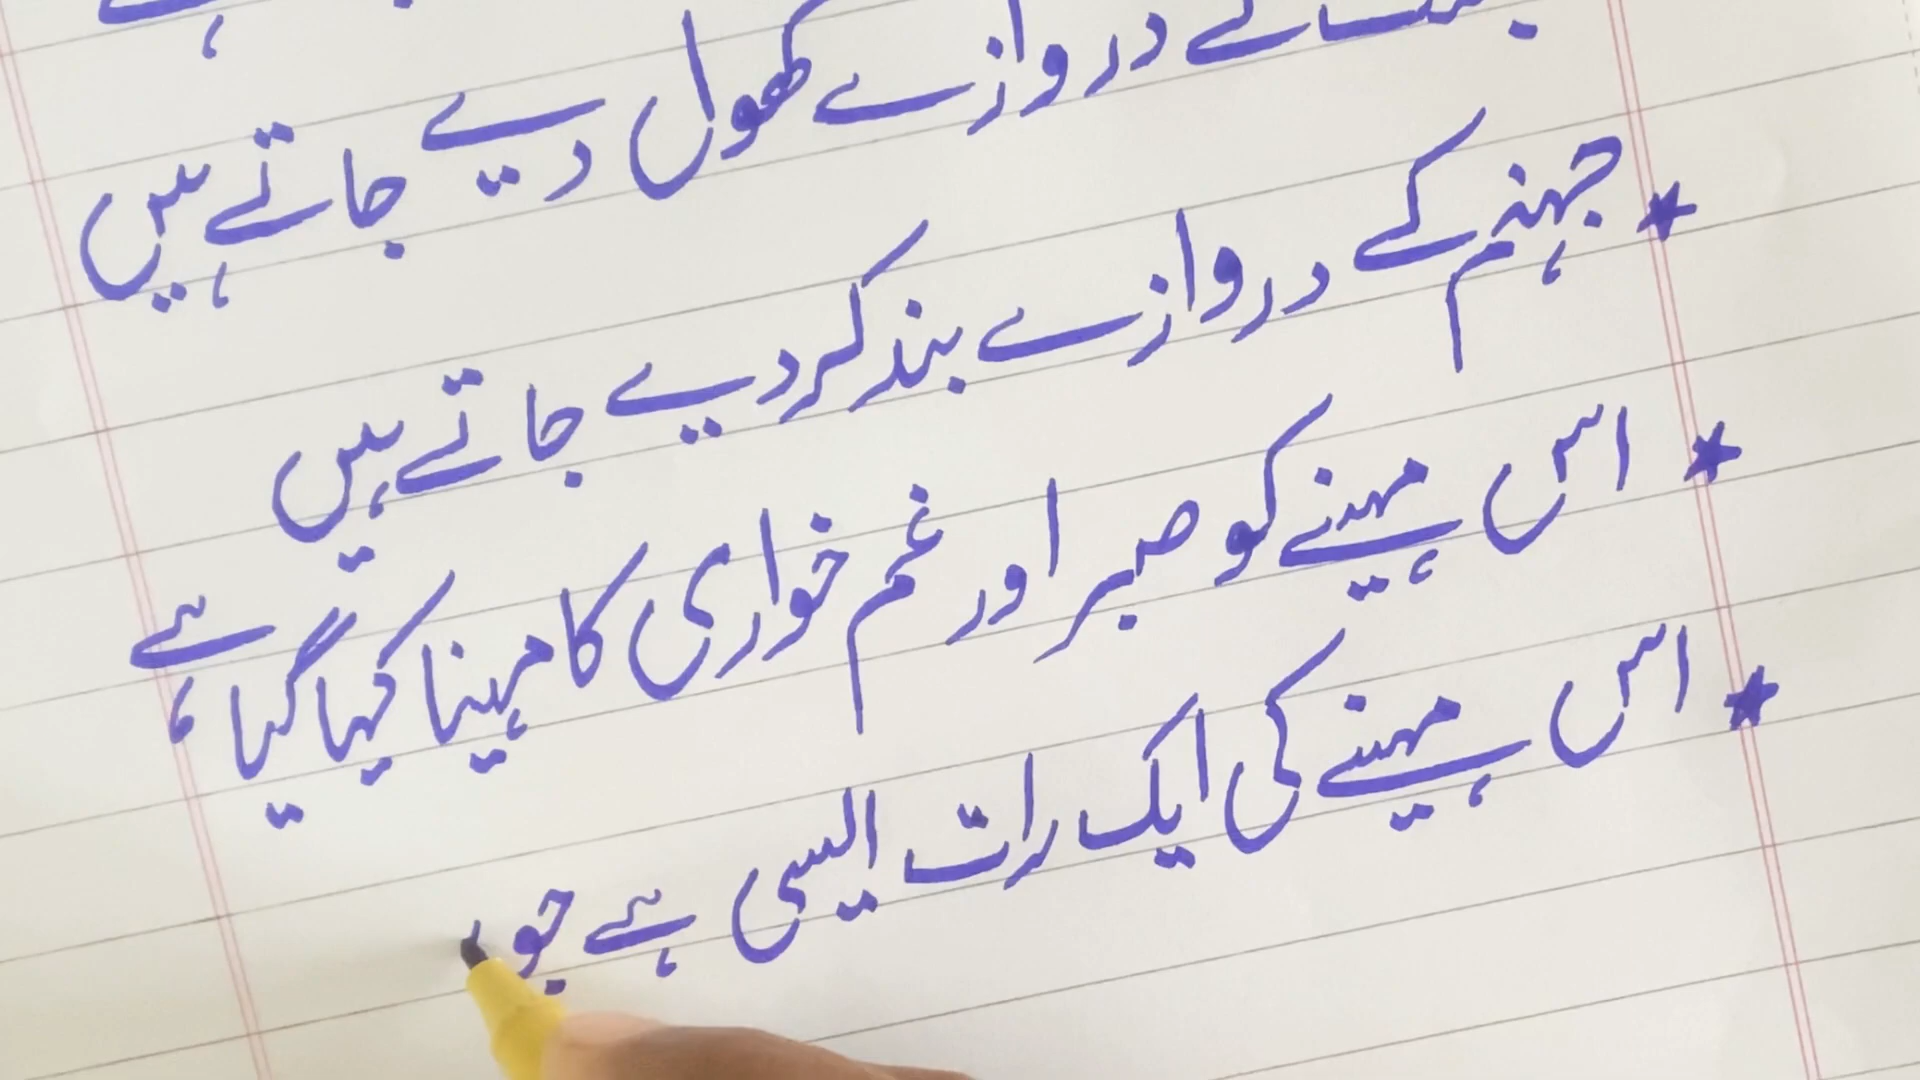 کے دروازے کھول دیے جاتے ہیں
★ جہنم کے دروازے بند کر دیے جاتے ہیں
★ اس مہینے کو صبر اور غم خواری کا مہینا کہا گیا ہے
★ اس مہینے کی ایک رات ایسی ہے جو